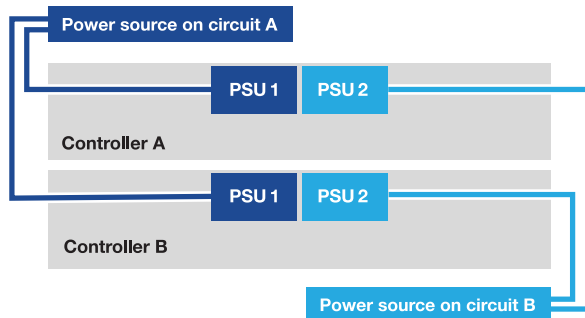 Power source on circuit A
PSU 1 PSU 2
Controller A
PSU 1 PSU 2
Controller B
Power source on circuit B